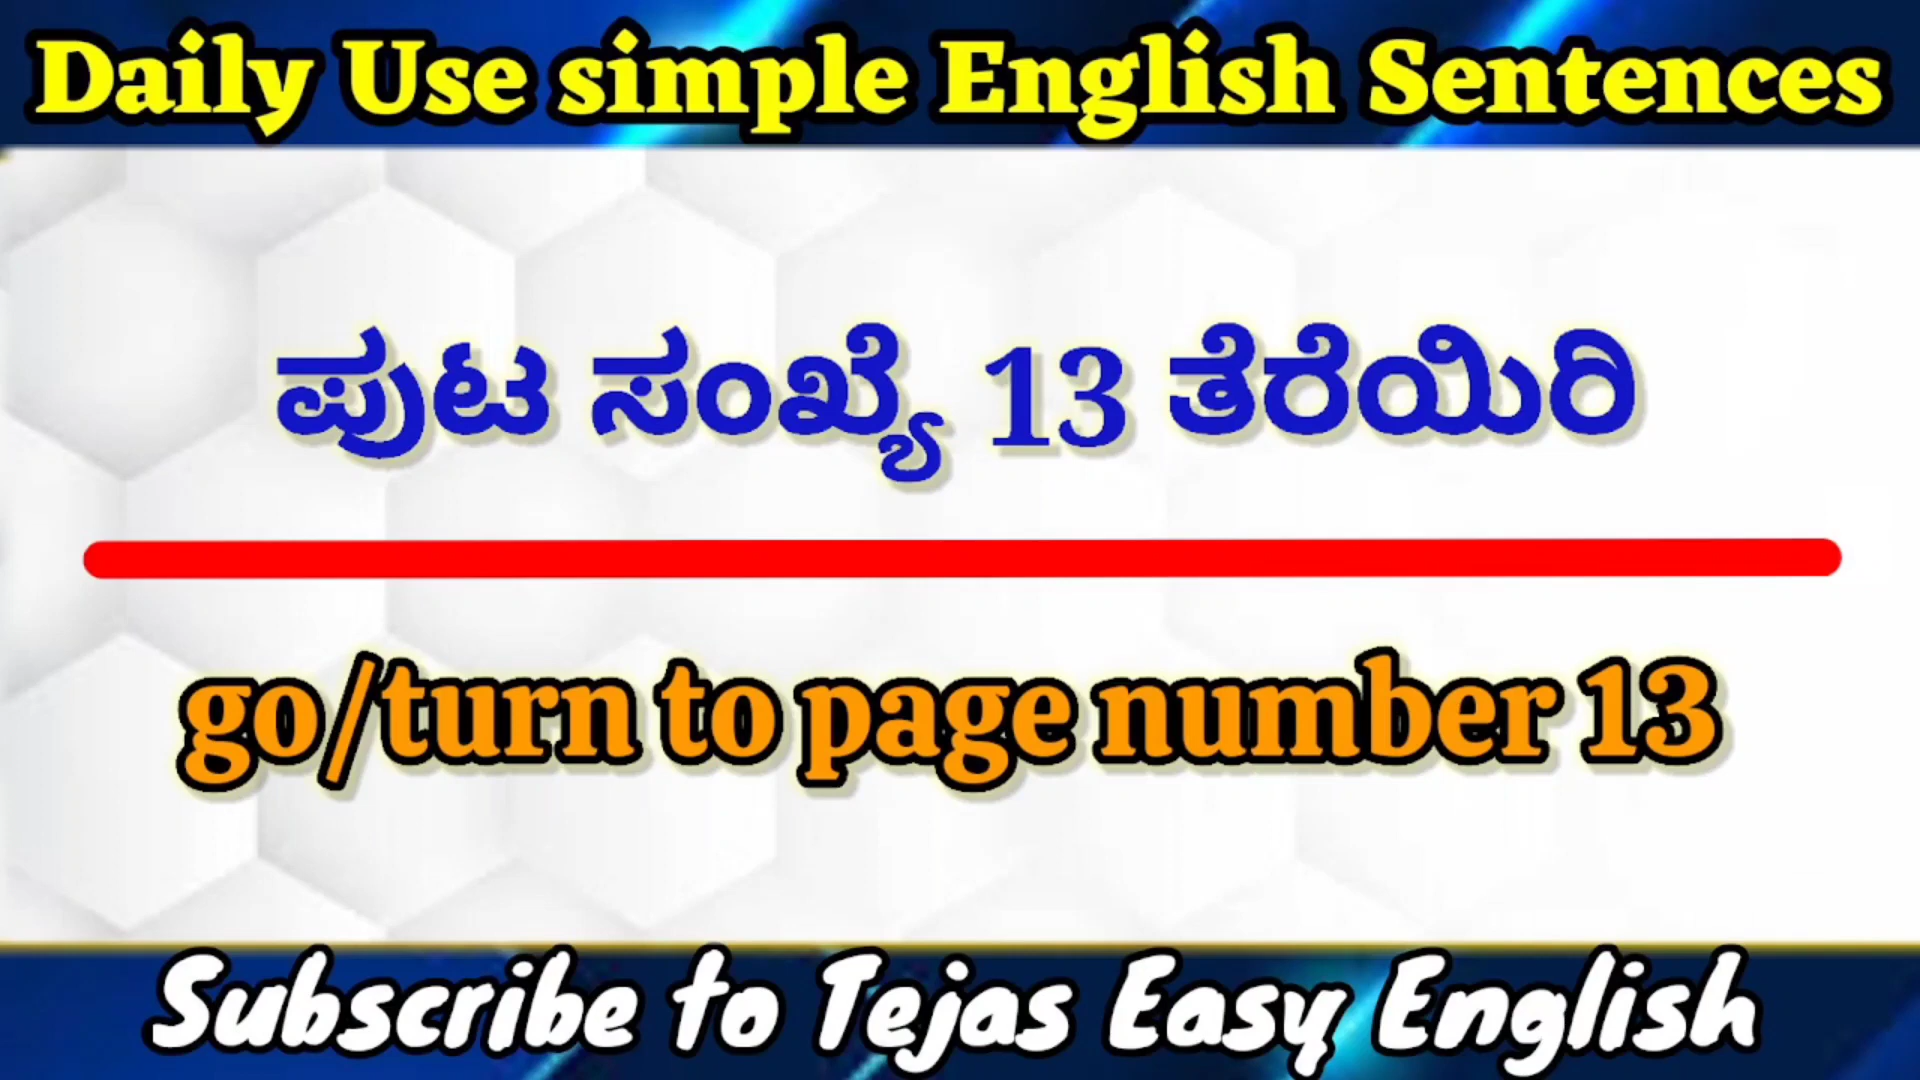 Daily Use simple English Sentences
ಪುಟ ಸಂಖ್ಯೆ 13 ತೆರೆಯಿರಿ
go/turn to page number 13
Subscribe to Tejas Easy English